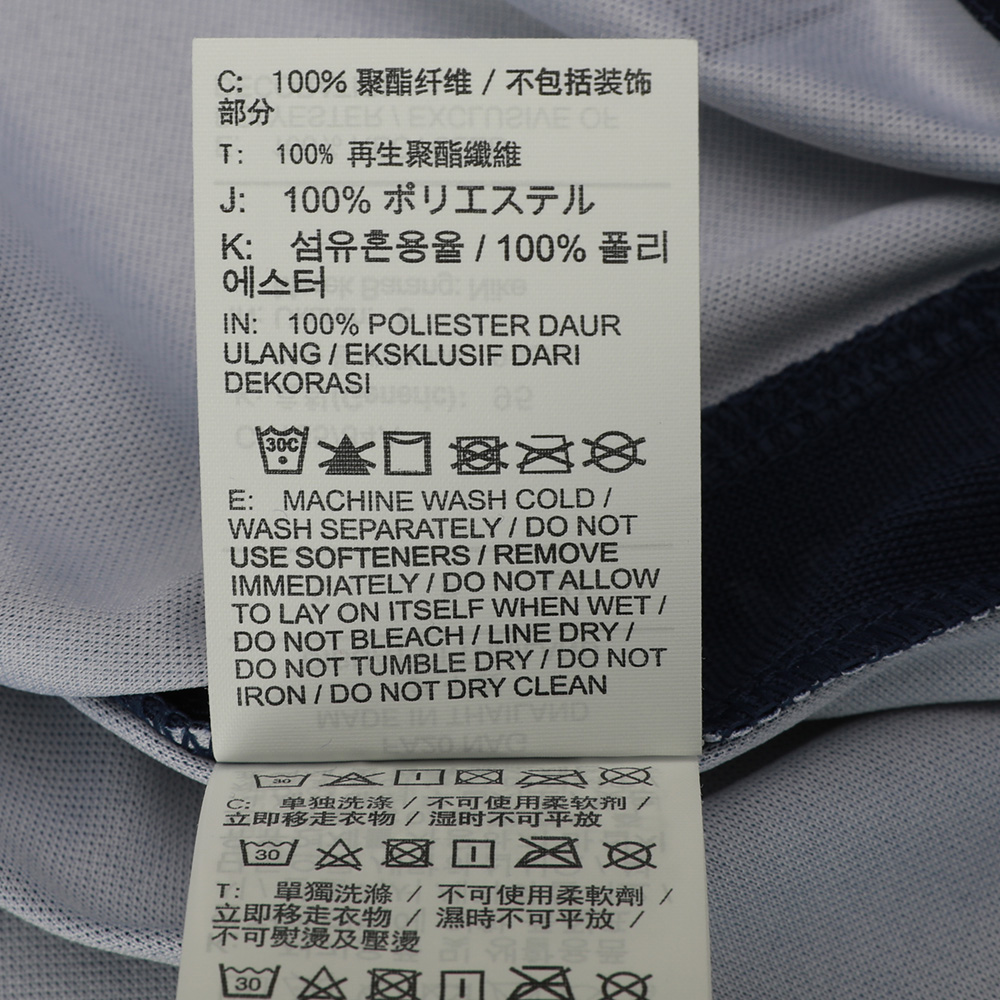 C: 100% 聚酯纤维 / 不包括装饰
部分
T: 100% 再生聚酯纖維
J: 100% ポリエステル
K: 섬유혼용율 / 100% 폴리
에스터
IN: 100% POLIESTER DAUR
ULANG / EKSKLUSIF DARI
DEKORASI
30C
E: MACHINE WASH COLD /
WASH SEPARATELY / DO NOT
USE SOFTENERS / REMOVE
IMMEDIATELY / DO NOT ALLOW
TO LAY ON ITSELF WHEN WET /
DO NOT BLEACH / LINE DRY /
DO NOT TUMBLE DRY / DO NOT
IRON / DO NOT DRY CLEAN
30
C: 单独洗涤 / 不可使用柔软剂 /
立即移走衣物 / 湿时不可平放
30
T: 單獨洗滌 / 不可使用柔軟劑 /
立即移走衣物 / 濕時不可平放 /
不可熨燙及壓燙
30